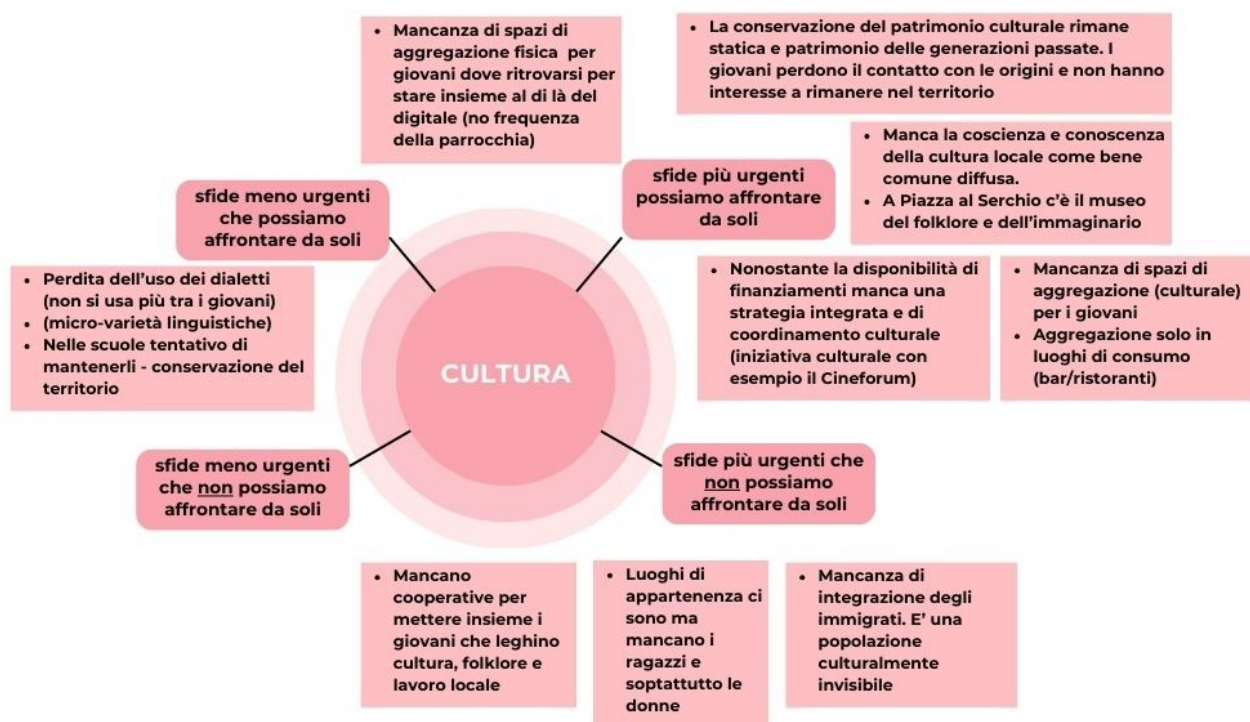 • Mancanza di spazi di
aggregazione fisica per
giovani dove ritrovarsi per
stare insieme al di là del
digitale (no frequenza
della parrocchia)
• La conservazione del patrimonio culturale rimane
statica e patrimonio delle generazioni passate. I
giovani perdono il contatto con le origini e non hanno
interesse a rimanere nel territorio
• Manca la coscienza e conoscenza
della cultura locale come bene
comune diffusa.
• A Piazza al Serchio c'è il museo
del folklore e dell'immaginario
sfide meno urgenti
che possiamo
affrontare da soli
sfide più urgenti
possiamo affrontare
da soli
• Perdita dell'uso dei dialetti
(non si usa più tra i giovani)
• (micro-varietà linguistiche)
• Nelle scuole tentativo di
mantenerli - conservazione del
territorio
• Nonostante la disponibilità di
finanziamenti manca una
strategia integrata e di
coordinamento culturale
(iniziativa culturale con
esempio il Cineforum)
• Mancanza di spazi di
aggregazione (culturale)
per i giovani
• Aggregazione solo in
luoghi di consumo
(bar/ristoranti)
CULTURA
sfide meno urgenti
che non possiamo
affrontare da soli
sfide più urgenti che
non possiamo
affrontare da soli
• Mancano
cooperative per
mettere insieme i
giovani che leghino
cultura, folklore e
lavoro locale
• Luoghi di
appartenenza ci
sono ma
mancano i
ragazzi e
soptattutto le
donne
• Mancanza di
integrazione degli
immigrati. E' una
popolazione
culturalmente
invisibile